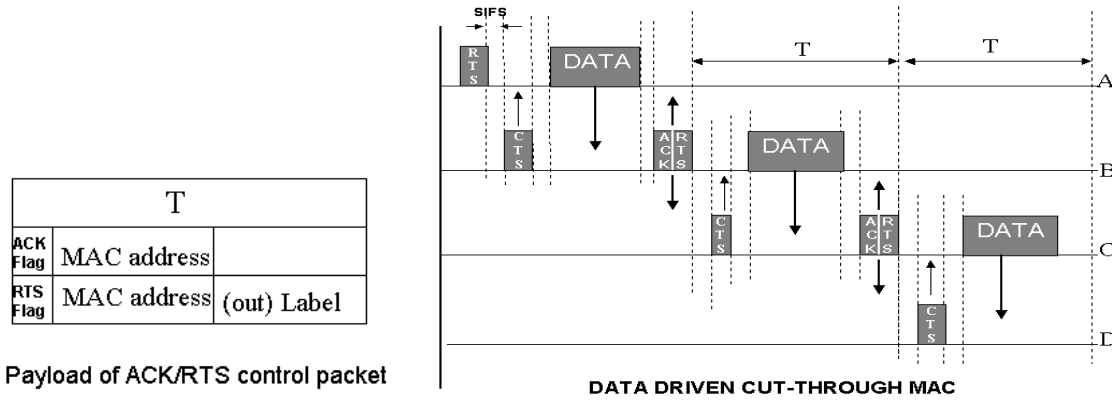 T
ACK Flag MAC address
RTS Flag MAC address (out) Label
Payload of ACK/RTS control packet
SIFS
RTS DATA T T
A
CTS ACK RTS DATA
B
CTS ACK RTS DATA
C
CTS
D
DATA DRIVEN CUT-THROUGH MAC